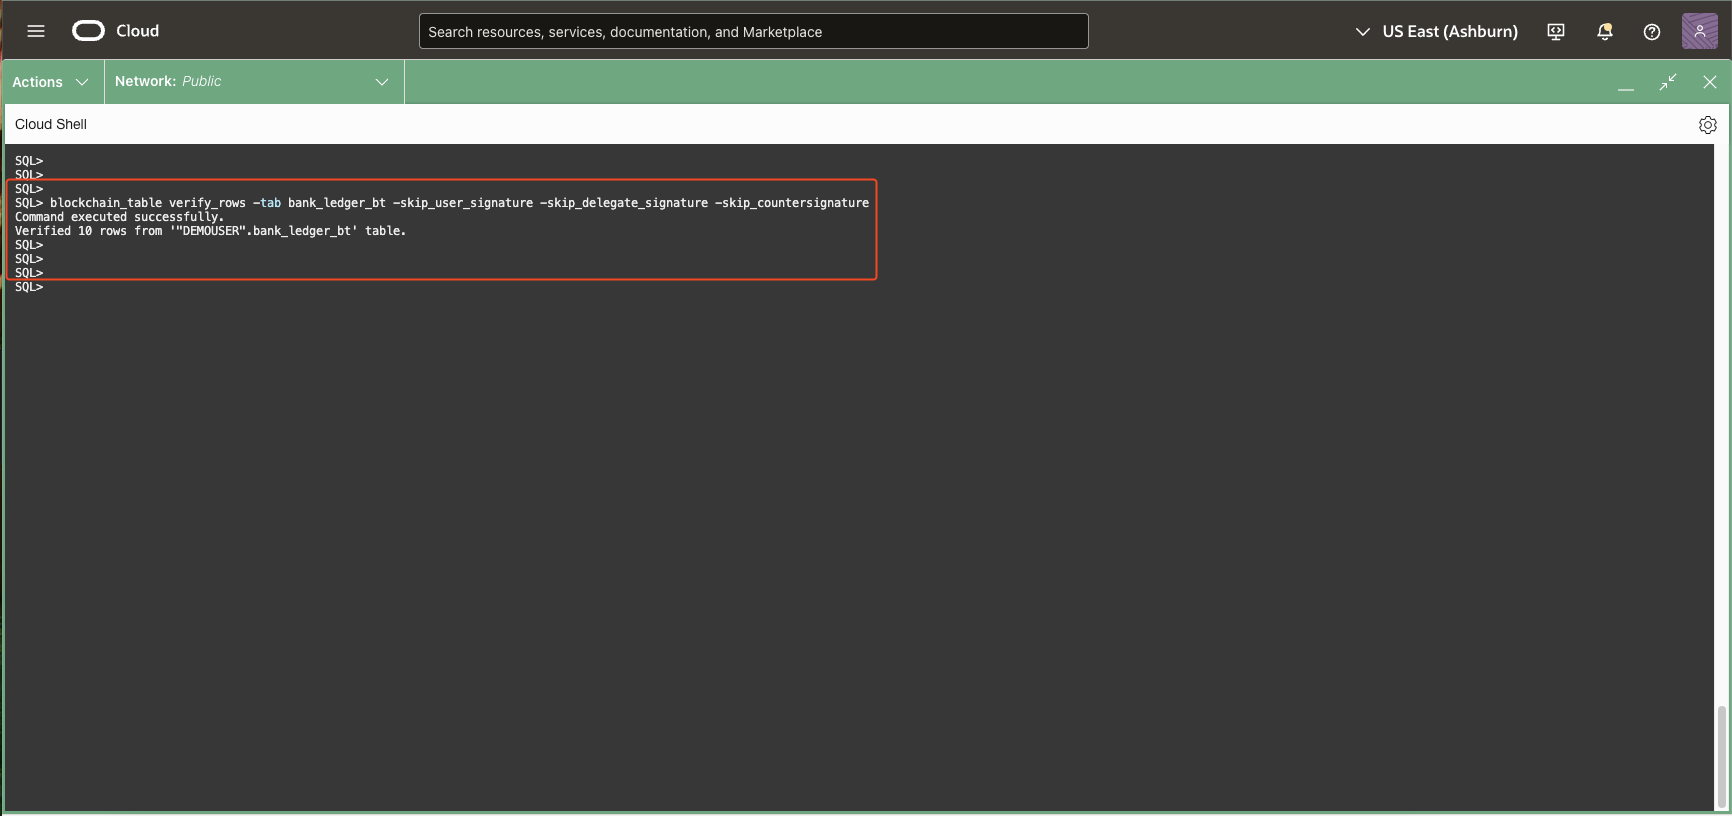 Cloud
Search resources, services, documentation, and Marketplace
US East (Ashburn)
Actions
Network: Public
Cloud Shell
SQL>
SQL>
SQL>
SQL> blockchain_table verify_rows -tab bank_ledger_bt -skip_user_signature -skip_delegate_signature -skip_countersignature
Command executed successfully.
Verified 10 rows from '"DEMOUSER".bank_ledger_bt' table.
SQL>
SQL>
SQL>
SQL>